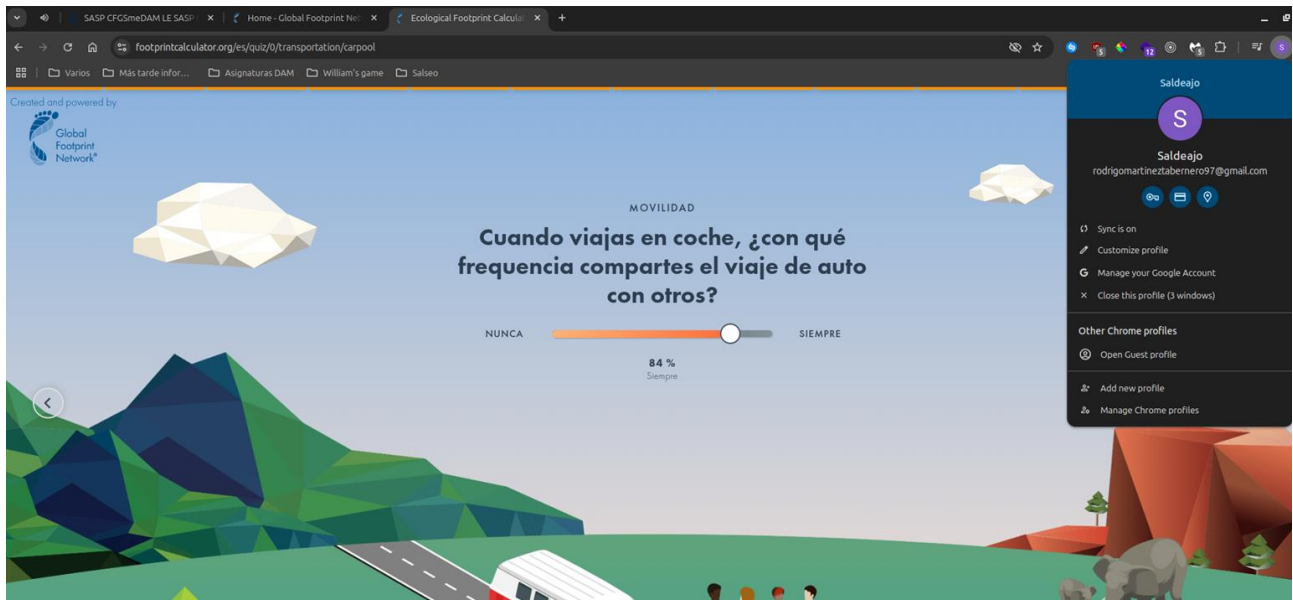 SASP CFGSmeDAM LE SASP
Home - Global Footprint Net
Ecological Footprint Calculat
footprintcalculator.org/es/quiz/0/transportation/carpool
5
12
5
S
Varios
Más tarde infor...
Asignaturas DAM
William's game
Salseo
Created and powered by
Global
Footprint
Network®
MOVILIDAD
Cuando viajas en coche, ¿con qué
frequencia compartes el viaje de auto
con otros?
NUNCA
SIEMPRE
84 %
Siempre
Saldeajo
S
Saldeajo
rodrigomartineztabernero97@gmail.com
Sync is on
Customize profile
G Manage your Google Account
Close this profile (3 windows)
Other Chrome profiles
Open Guest profile
Add new profile
Manage Chrome profiles